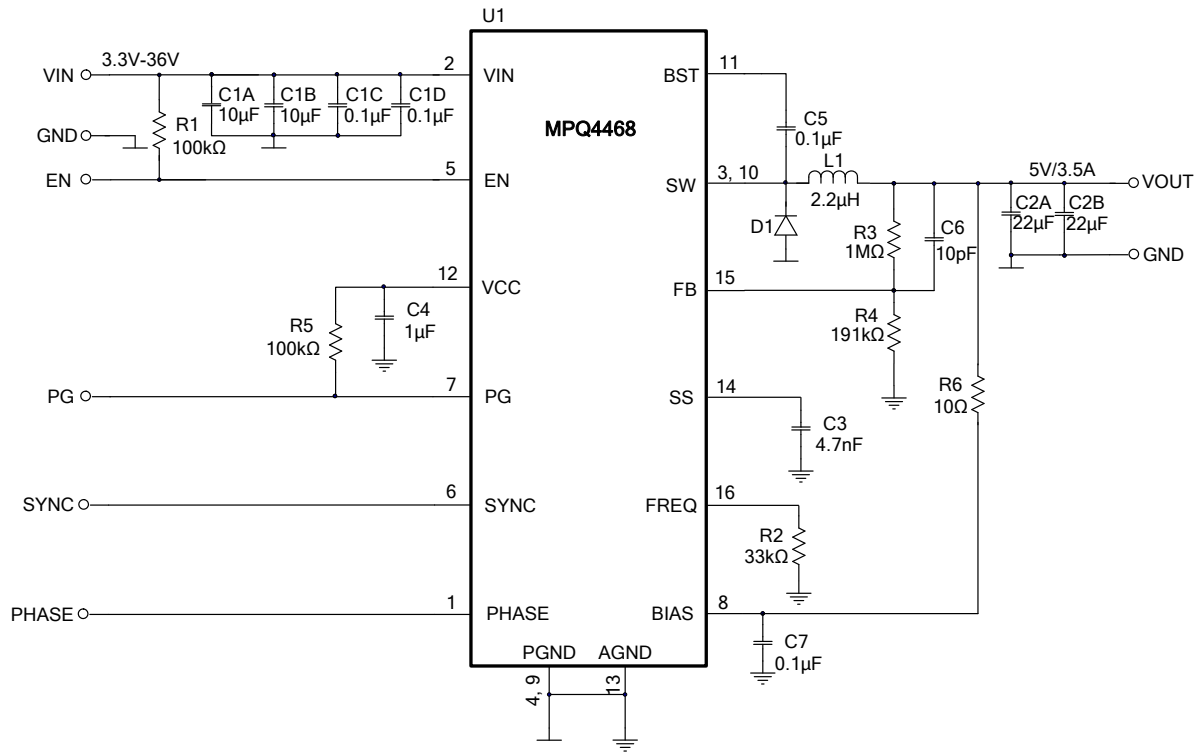 U1
MPQ4468
VIN
3.3V-36V
2
VIN
C1A
10µF
C1B
10µF
C1C
0.1µF
C1D
0.1µF
GND
R1
100kΩ
EN
5
EN
12
VCC
C4
1µF
R5
100kΩ
PG
7
PG
SYNC
6
SYNC
PHASE
1
PHASE
PGND
4, 9
AGND
13
BST
11
C5
0.1µF
SW
3, 10
L1
2.2µH
D1
R3
1MΩ
C6
10pF
5V/3.5A
VOUT
C2A
22µF
C2B
22µF
GND
FB
15
R4
191kΩ
SS
14
C3
4.7nF
R6
10Ω
FREQ
16
R2
33kΩ
BIAS
8
C7
0.1µF